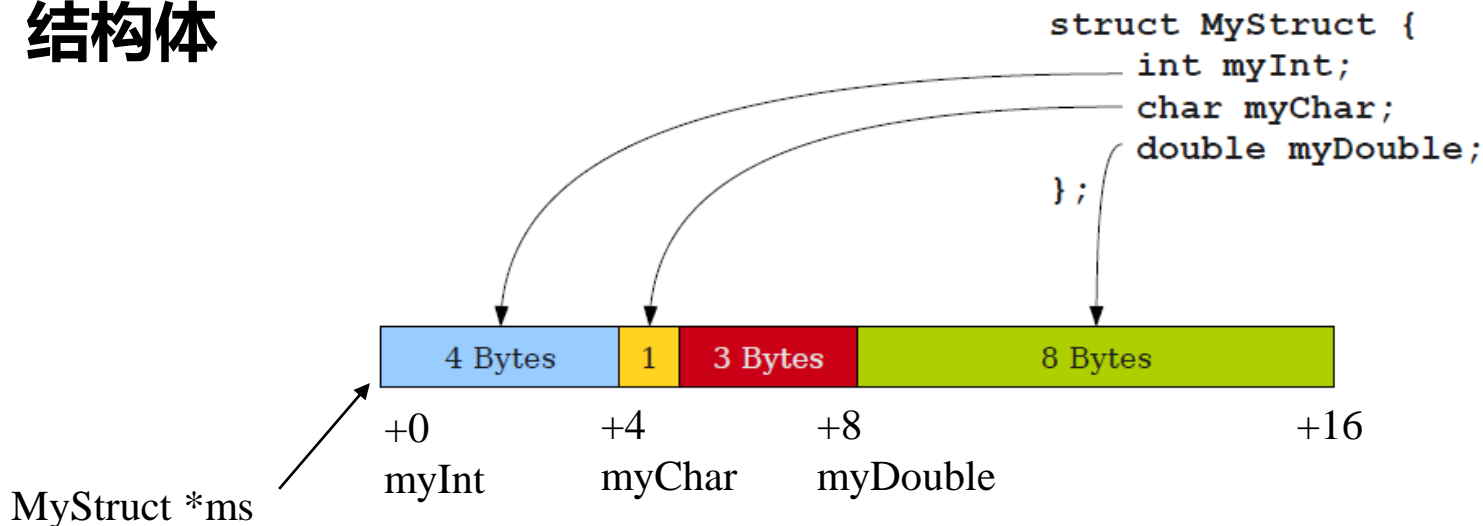 结构体
struct MyStruct {
int myInt;
char myChar;
double myDouble;
};
4 Bytes 1 3 Bytes 8 Bytes
+0 +4 +8 +16
myInt myChar myDouble
MyStruct *ms